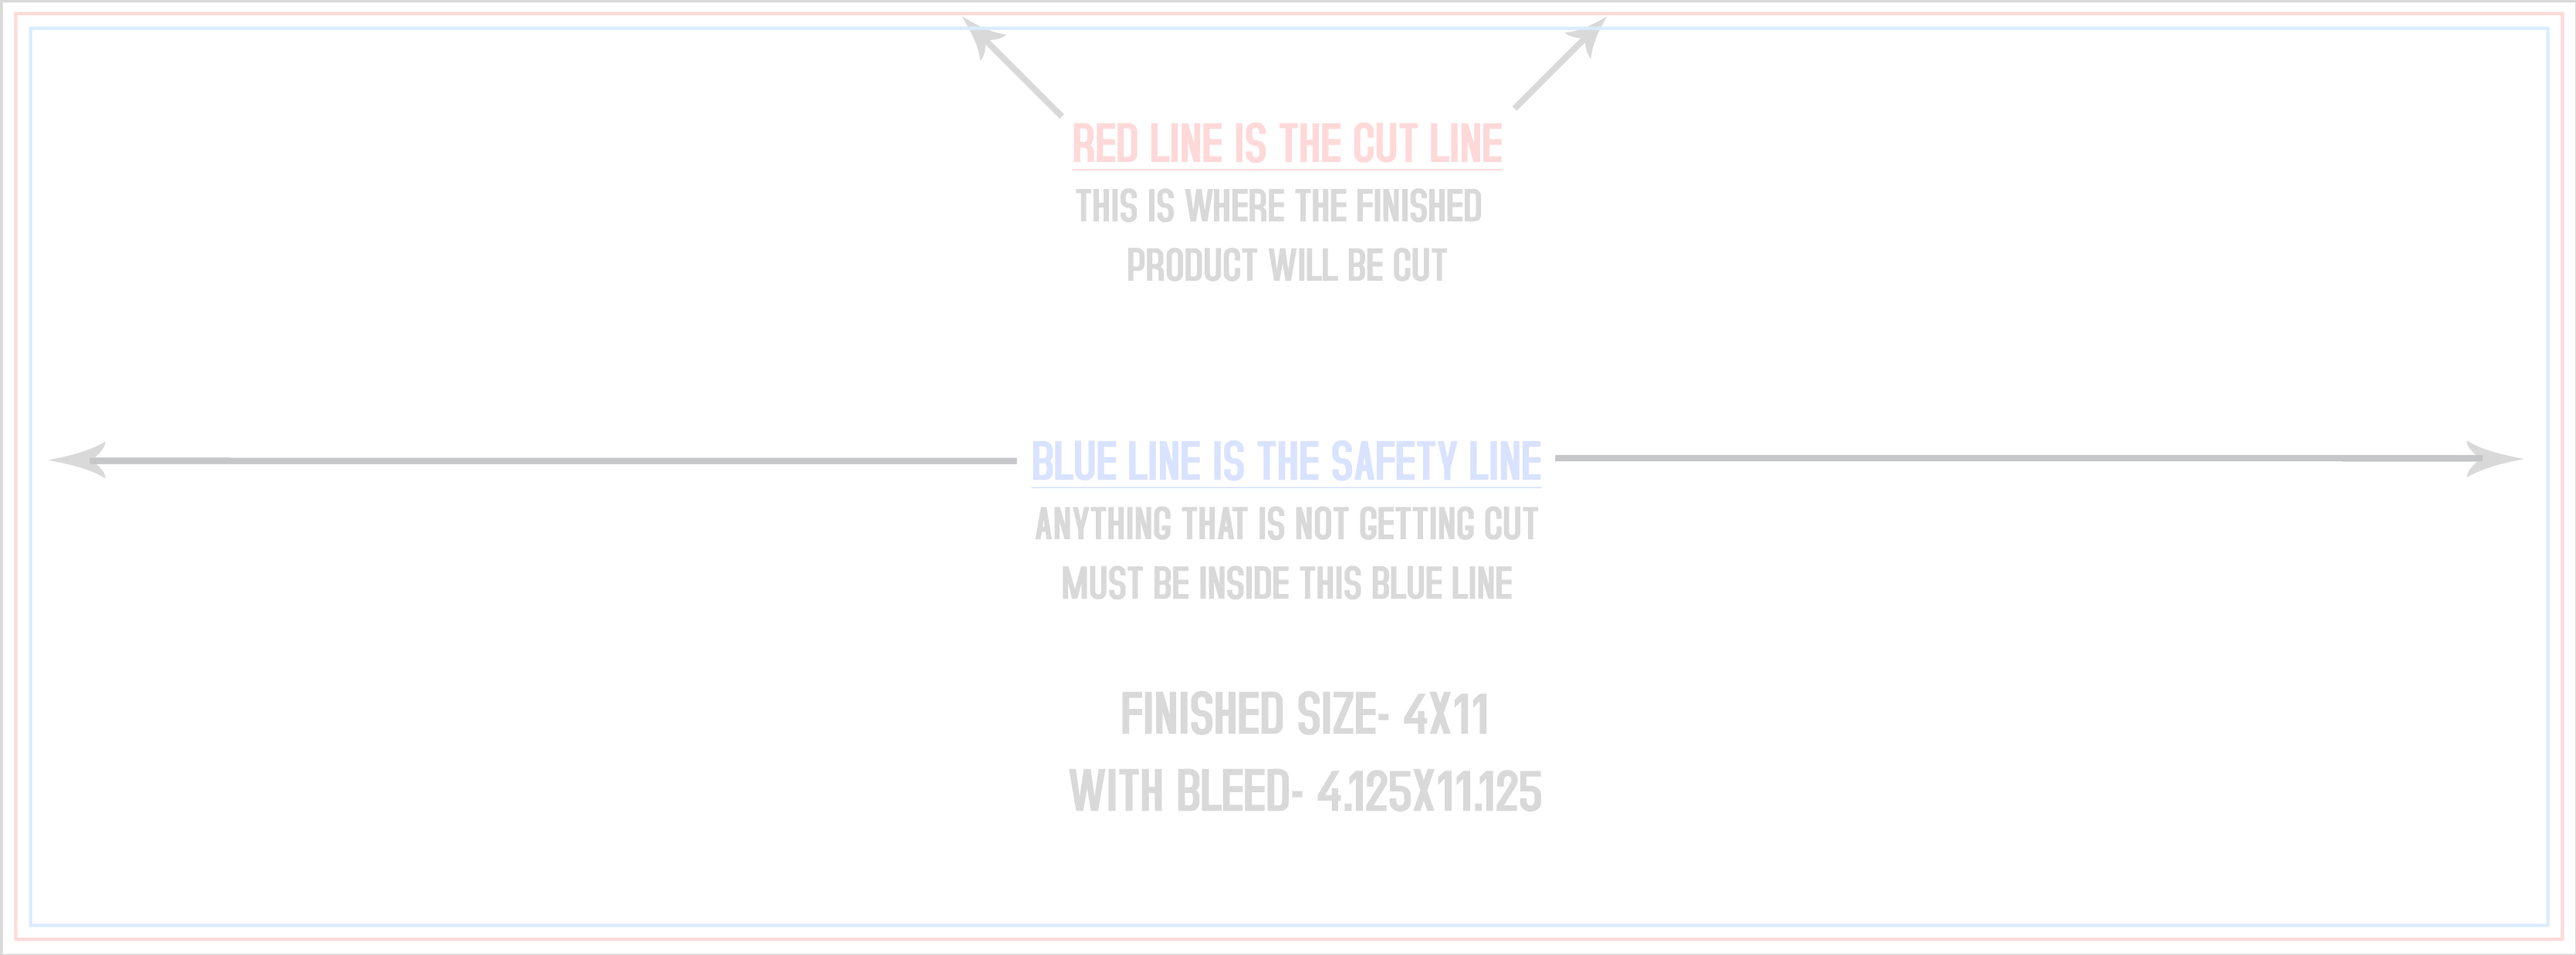 RED LINE IS THE CUT LINE
THIS IS WHERE THE FINISHED
PRODUCT WILL BE CUT
BLUE LINE IS THE SAFETY LINE
ANYTHING THAT IS NOT GETTING CUT
MUST BE INSIDE THIS BLUE LINE
FINISHED SIZE- 4X11
WITH BLEED- 4.125X11.125